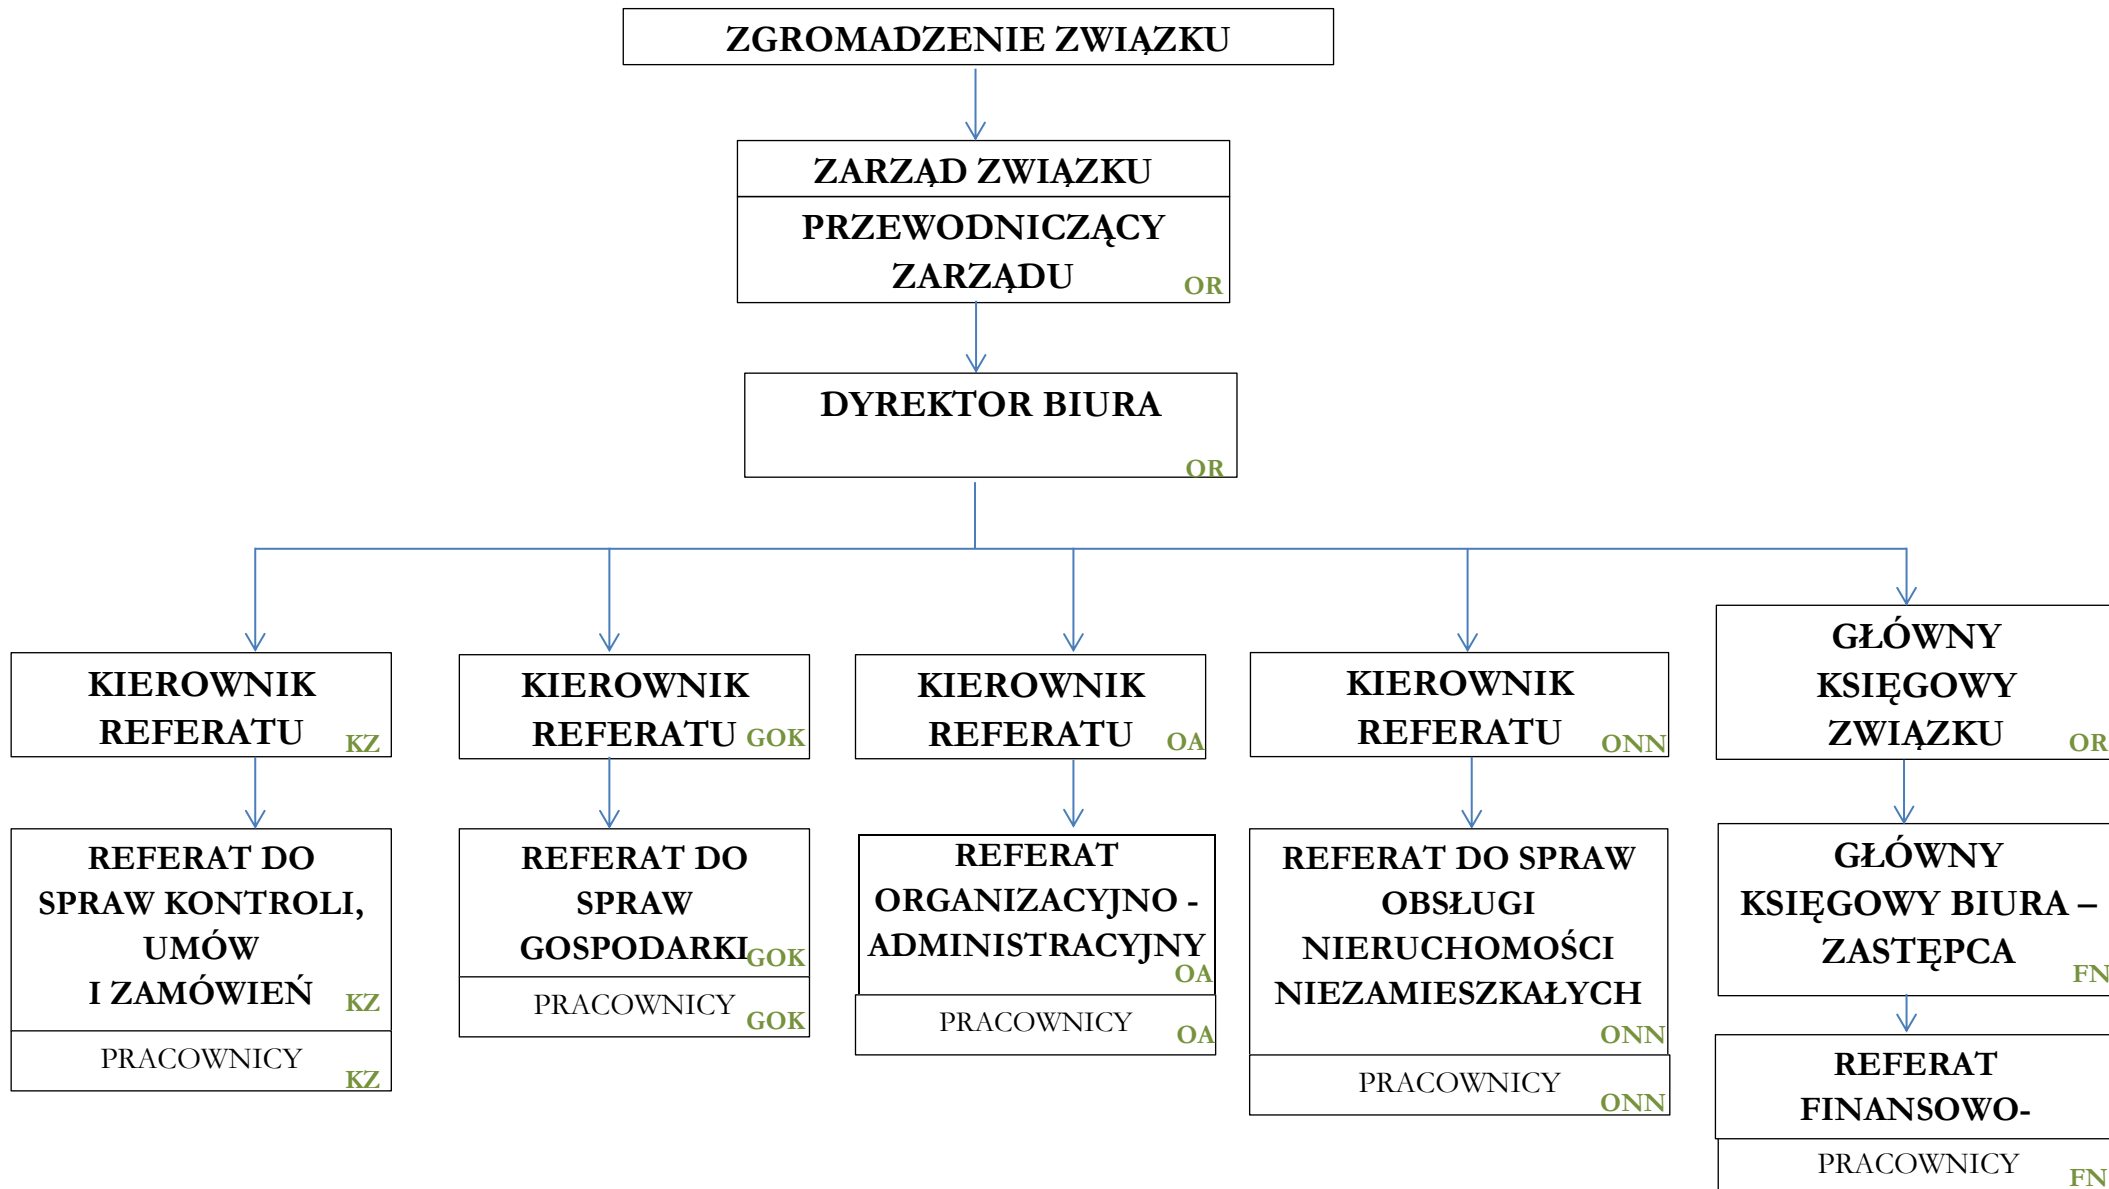 ZGROMADZENIE ZWIĄZKU
ZARZĄD ZWIĄZKU
PRZEWODNICZĄCY
ZARZĄDU OR
DYREKTOR BIURA
OR
KIEROWNIK
REFERATU KZ
KIEROWNIK
REFERATU GOK
KIEROWNIK
REFERATU OA
KIEROWNIK
REFERATU ONN
GŁÓWNY
KSIĘGOWY
ZWIĄZKU OR
REFERAT DO
SPRAW KONTROLI,
UMÓW
I ZAMÓWIEŃ KZ
PRACOWNICY
KZ
REFERAT DO
SPRAW
GOSPODARKI GOK
PRACOWNICY
GOK
REFERAT
ORGANIZACYJNO -
ADMINISTRACYJNY
OA
PRACOWNICY
OA
REFERAT DO SPRAW
OBSŁUGI
NIERUCHOMOŚCI
NIEZAMIESZKAŁYCH
ONN
PRACOWNICY
ONN
GŁÓWNY
KSIĘGOWY BIURA –
ZASTĘPCA
FN
REFERAT
FINANSOWO-
PRACOWNICY
FN